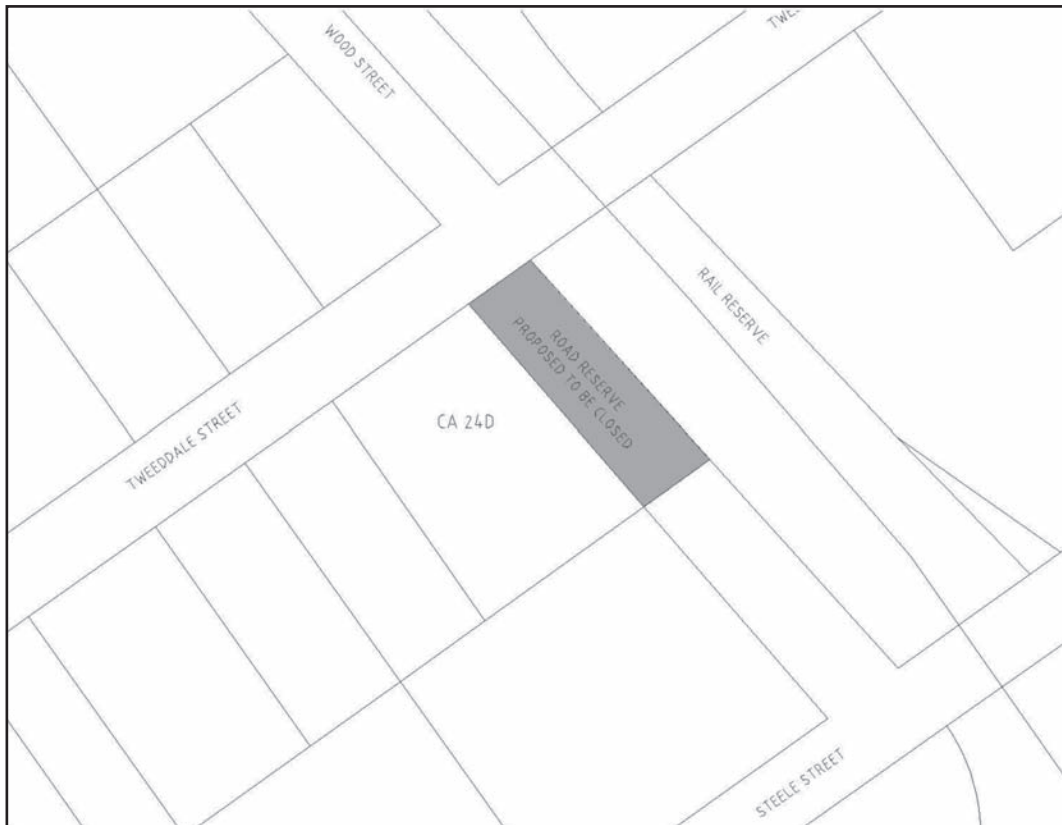 WOOD STREET
RAIL RESERVE
ROAD RESERVE
PROPOSED TO BE CLOSED
CA 24D
TWEEDDALE STREET
STEELE STREET